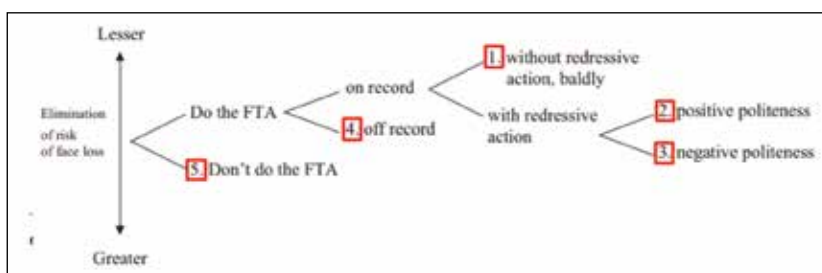 Lesser
1. without redressive
action, baldly
on record
Elimination
of risk
of face loss
Do the FTA
with redressive
action
2. positive politeness
4. off record
3. negative politeness
5. Don't do the FTA
Greater